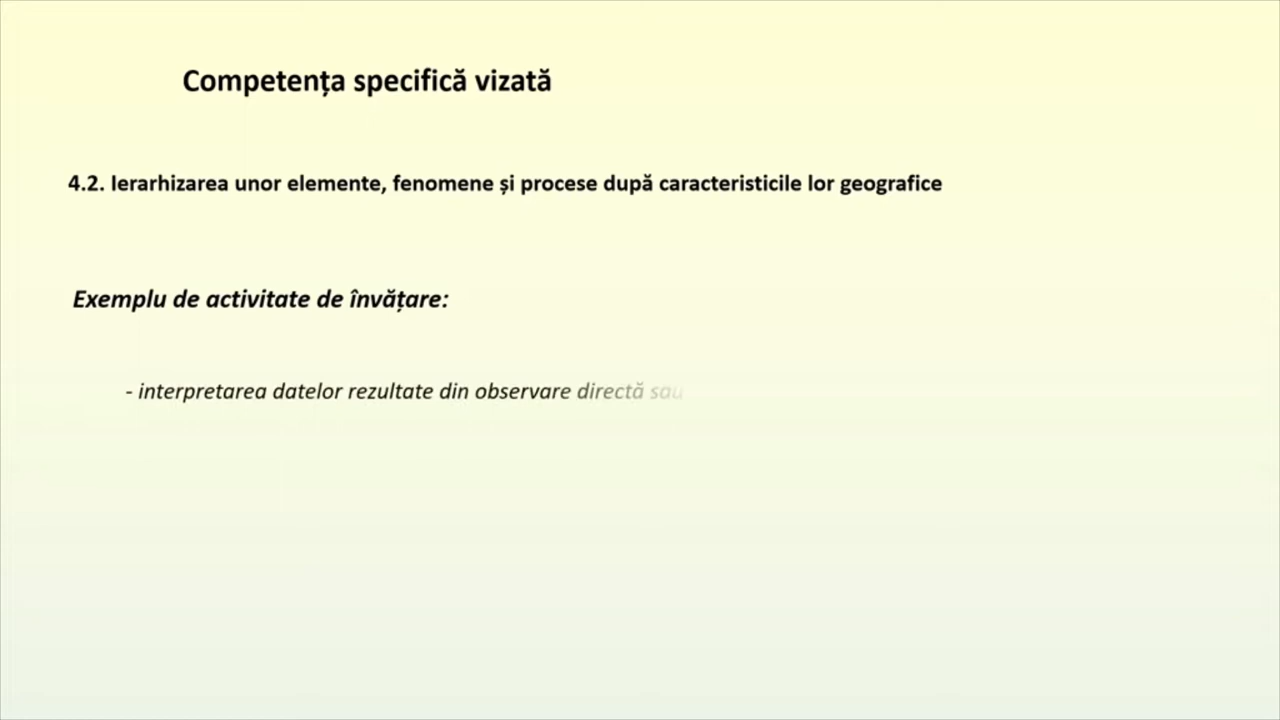 Competența specifică vizată
4.2. Ierarhizarea unor elemente, fenomene și procese după caracteristicile lor geografice
Exemplu de activitate de învățare:
- interpretarea datelor rezultate din observare directă sau